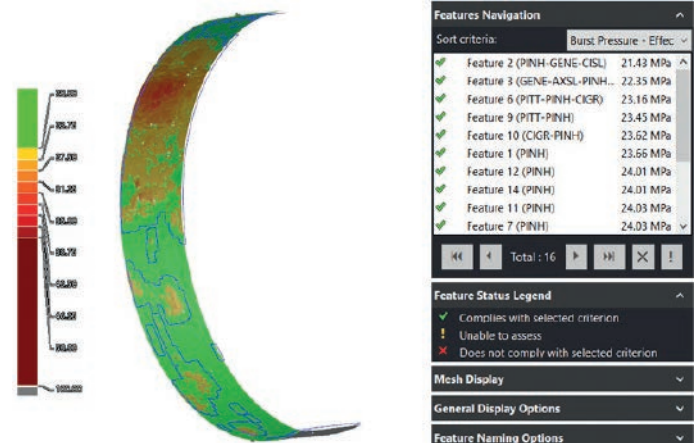 Features Navigation
Sort criteria:
Burst Pressure - Effec
Feature 2 (PINH-GENE-CISL) 21.43 MPa
Feature 3 (GENE-AXSL-PINH... 22.35 MPa
Feature 6 (PITT-PINH-CIGR) 23.16 MPa
Feature 9 (PITT-PINH) 23.45 MPa
Feature 10 (CIGR-PINH) 23.62 MPa
Feature 1 (PINH) 23.66 MPa
Feature 12 (PINH) 24.01 MPa
Feature 14 (PINH) 24.01 MPa
Feature 11 (PINH) 24.03 MPa
Feature 7 (PINH) 24.03 MPa
Total : 16
Feature Status Legend
Complies with selected criterion
! Unable to assess
Does not comply with selected criterion
Mesh Display
General Display Options
Feature Naming Options